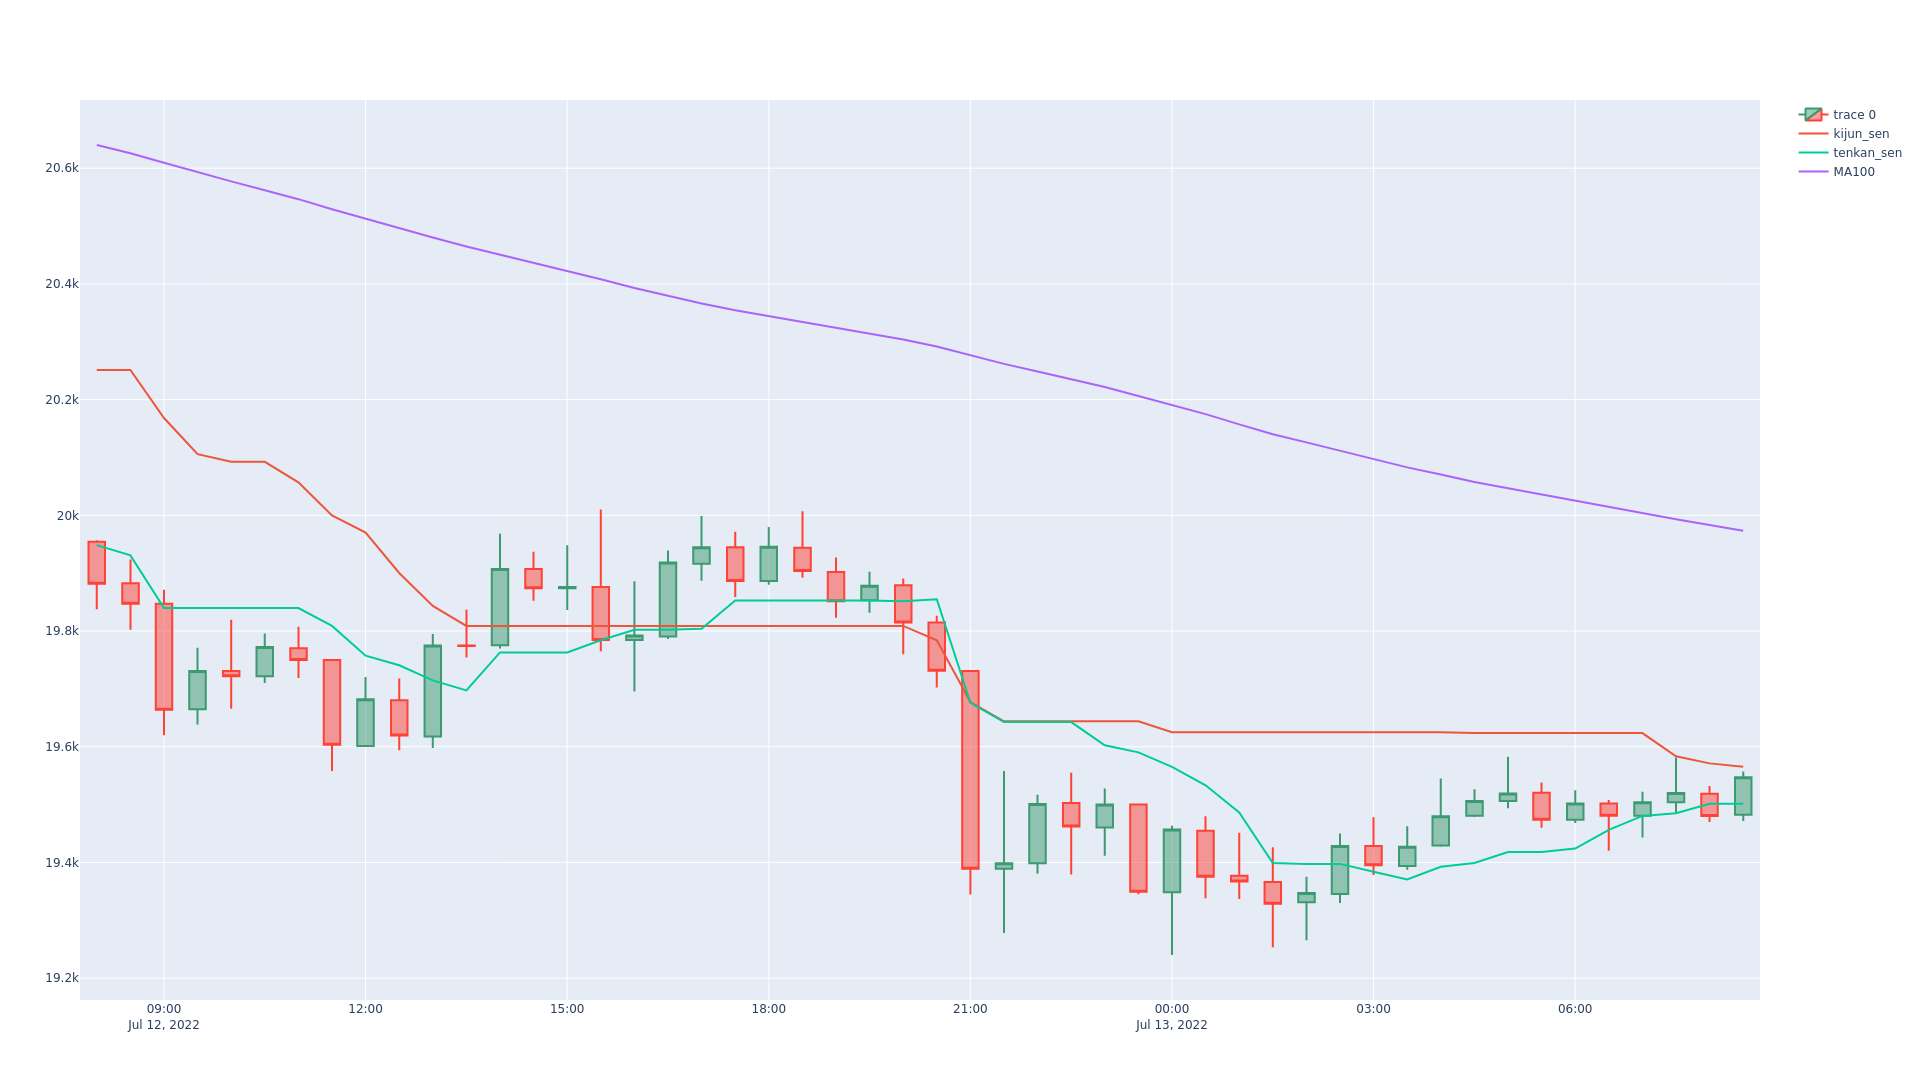 trace 0
kijun_sen
tenkan_sen
MA100
20.6k
20.4k
20.2k
20k
19.8k
19.6k
19.4k
19.2k
09:00 12:00 15:00 18:00 21:00 00:00 03:00 06:00
Jul 12, 2022 Jul 13, 2022